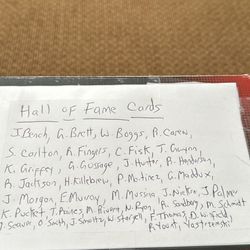 Hall of Fame Cards
J. Bench, G. Brett, W. Boggs, R. Carew,
S. Carlton, R. Fingers, C. Fisk, T. Gwynn,
K. Griffey, G. Gossage, J. Hunter, R. Henderson,
R. Jackson, H. Killebrew, P. Motinez, G. Maddux,
J. Morgan, E. Murray, M. Mussina, J. Niekro, J Palmer
K. Puckett, T. Raines, M. Rivera, N. Ryan, R. Sandberg, M. Schmidt
T. Seaver, O. Smith, J. Smoltz, W. Stargell, F. Thomas, D. Winfield,
R. Yount, Yastrzemski